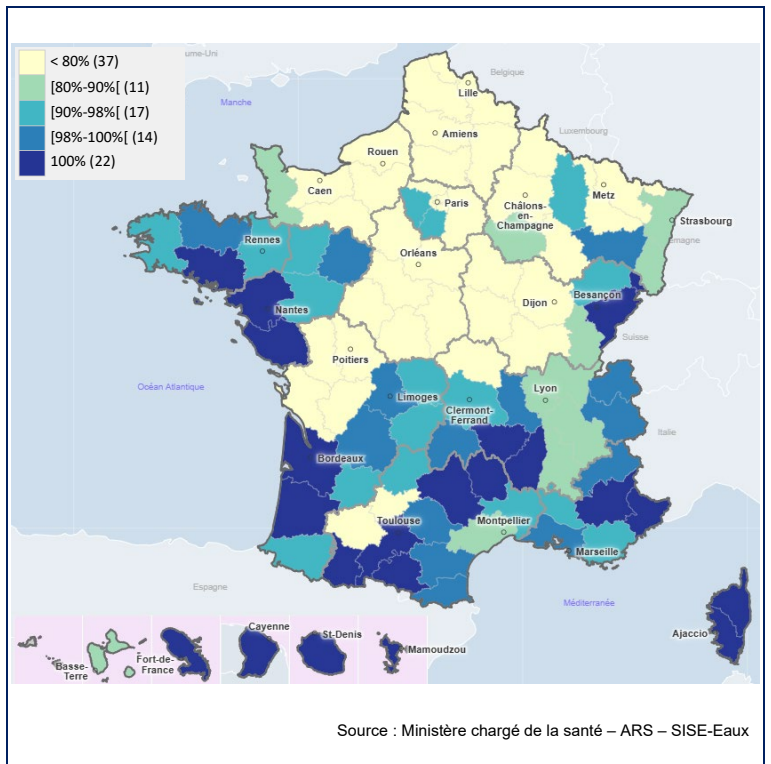 ume-Uni
Belgique
< 80% (37)
[80%-90%[ (11)
[90%-98%[ (17)
[98%-100%[ (14)
100% (22)
Manche
Lille
Luxembourg
Amiens
Rouen
Caen
Paris
Châlons-
en-
Champagne
Metz
Strasbourg
emagne
Rennes
Orléans
Nantes
Dijon
Besançon
Suisse
Poitiers
Océan Atlantique
Limoges
Clermont-
Ferrand
Lyon
Italie
Bordeaux
Toulouse
Montpellier
Marseille
Espagne
Méditerranée
Ajaccio
Basse-
Terre
Fort-de-
France
Cayenne
St-Denis
Mamoudzou
Source : Ministère chargé de la santé – ARS – SISE-Eaux